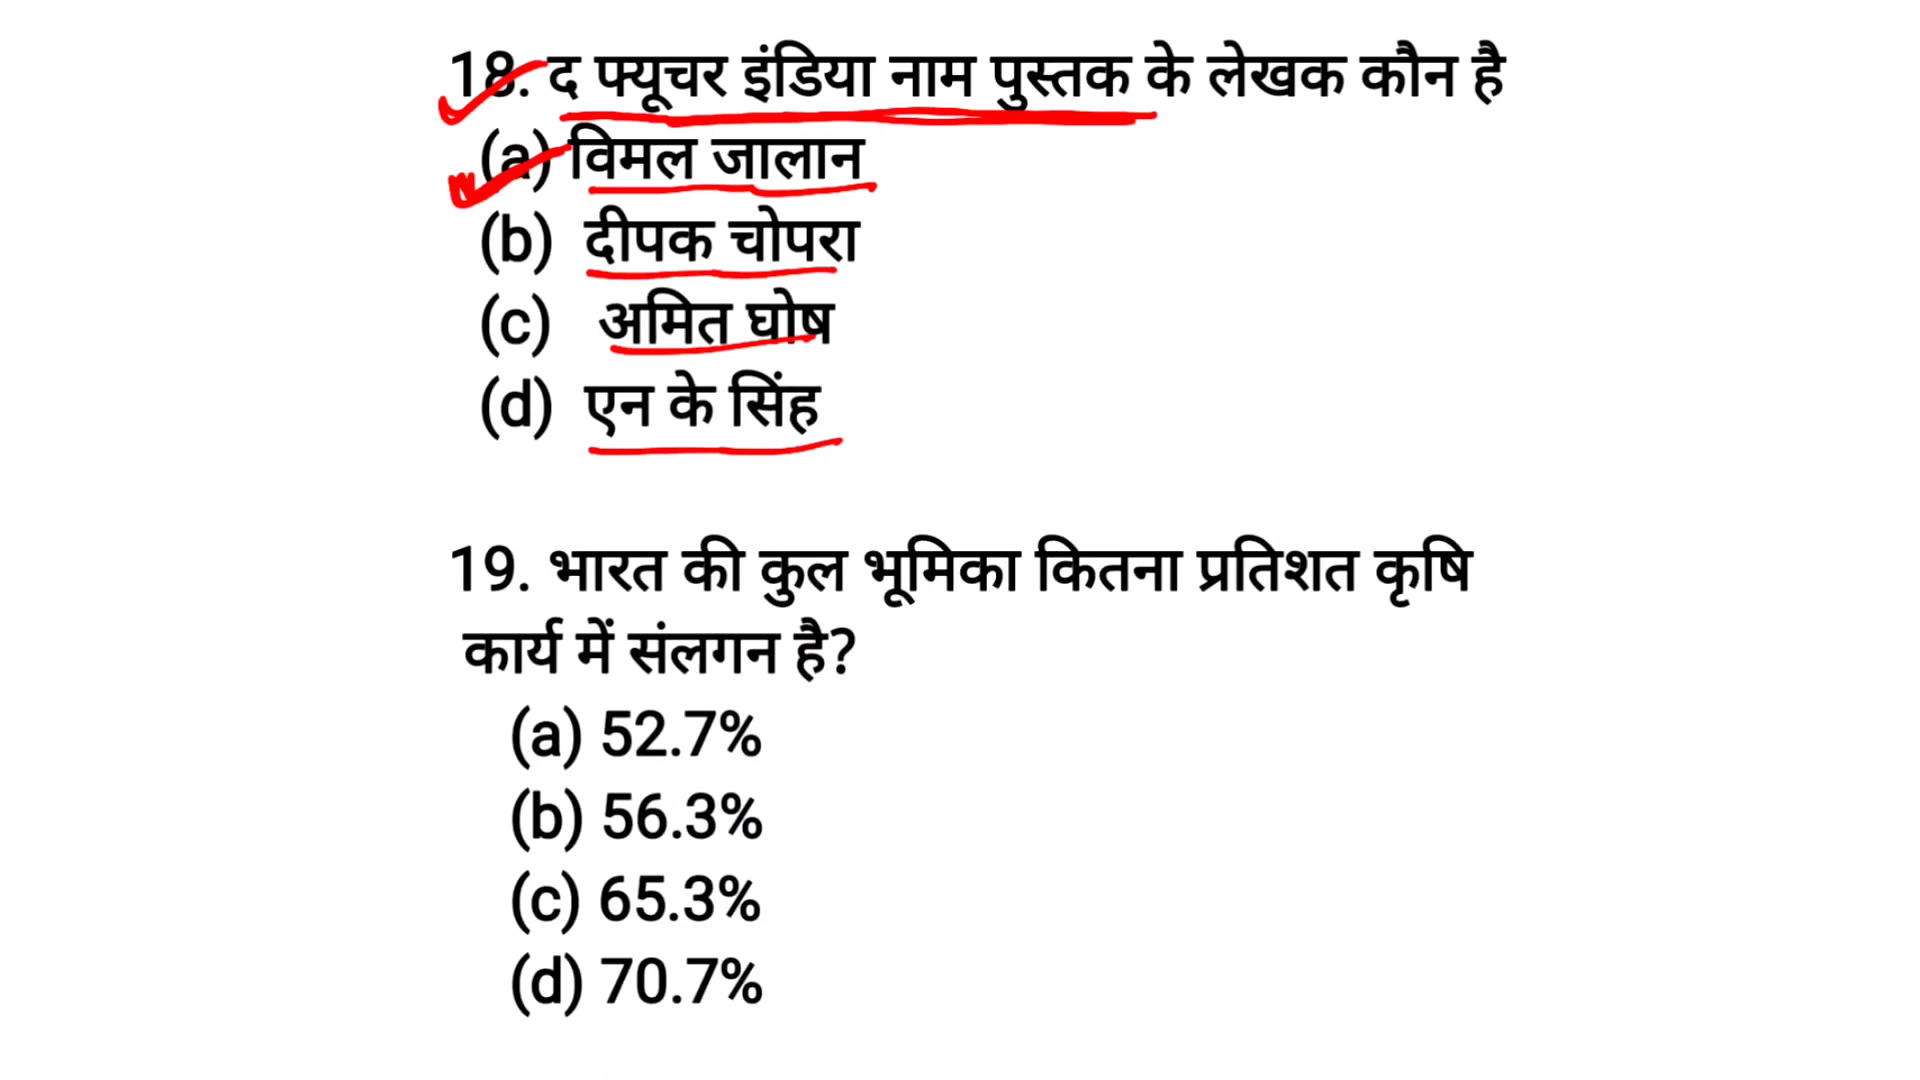 18. द फ्यूचर इंडिया नाम पुस्तक के लेखक कौन है
(a) विमल जालान
(b) दीपक चोपरा
(c) अमित घोष
(d) एन के सिंह
19. भारत की कुल भूमिका कितना प्रतिशत कृषि
कार्य में संलगन है?
(a) 52.7%
(b) 56.3%
(c) 65.3%
(d) 70.7%